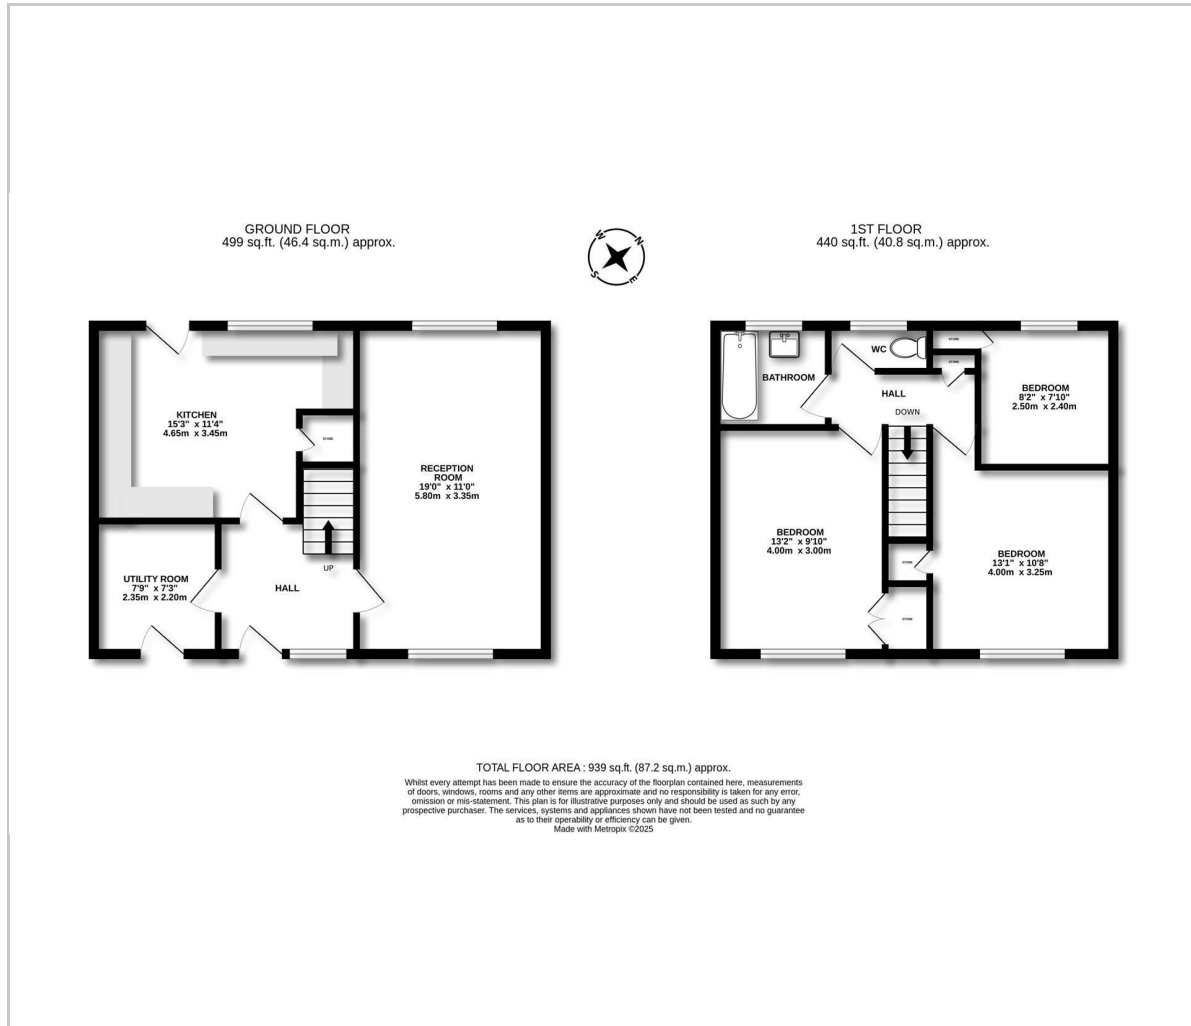 GROUND FLOOR
499 sq.ft. (46.4 sq.m.) approx.
W
N
S
E
1ST FLOOR
440 sq.ft. (40.8 sq.m.) approx.
KITCHEN
15'3" x 11'4"
4.65m x 3.45m
STORE
RECEPTION
ROOM
19'0" x 11'0"
5.80m x 3.35m
UP
UTILITY ROOM
7'9" x 7'3"
2.35m x 2.20m
HALL
WC
STORE
STORE
BATHROOM
HALL
DOWN
BEDROOM
8'2" x 7'10"
2.50m x 2.40m
BEDROOM
13'2" x 9'10"
4.00m x 3.00m
STORE
BEDROOM
13'1" x 10'8"
4.00m x 3.25m
STORE
TOTAL FLOOR AREA : 939 sq.ft. (87.2 sq.m.) approx.
Whilst every attempt has been made to ensure the accuracy of the floorplan contained here, measurements
of doors, windows, rooms and any other items are approximate and no responsibility is taken for any error,
omission or mis-statement. This plan is for illustrative purposes only and should be used as such by any
prospective purchaser. The services, systems and appliances shown have not been tested and no guarantee
as to their operability or efficiency can be given.
Made with Metropix ©2025